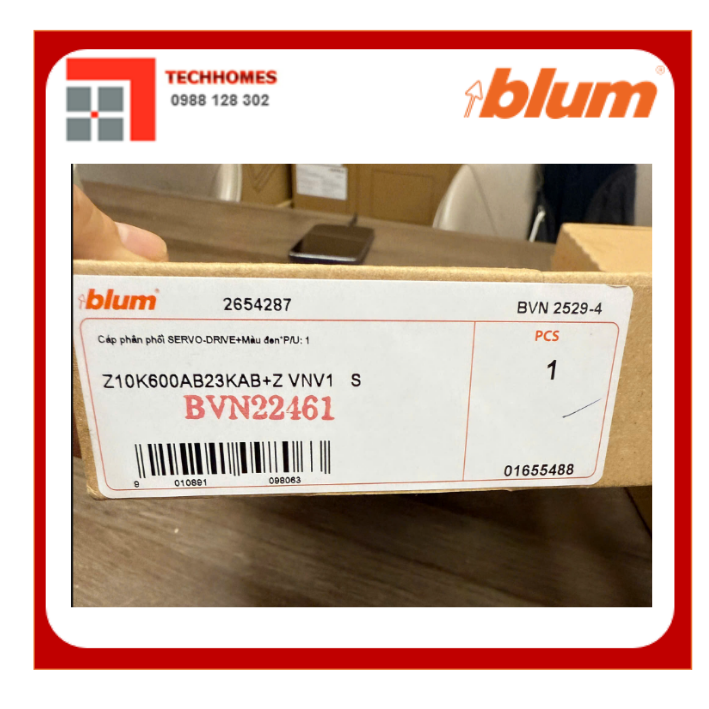 TECHHOMES
0988 128 302
blum
blum
2654287
BVN 2529-4
Cáp phân phối SERVO-DRIVE+Màu đen*P/U: 1
PCS
1
Z10K600AB23KAB+Z VNV1 S
BVN22461
9 010891 098063
01655488